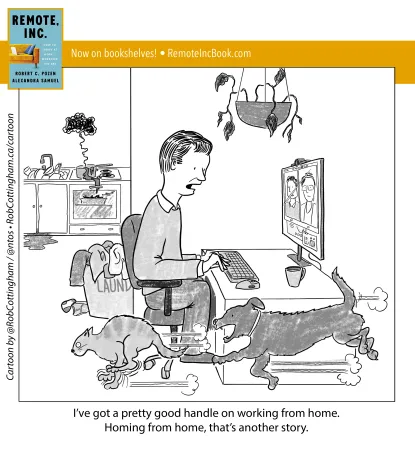 REMOTE,
INC.
ROBERT C. POZEN
ALEXANDRA SAMUEL
Now on bookshelves! • RemoteIncBook.com
Cartoon by @RobCottingham / @ntos • RobCottingham.ca/cartoon
LAUND
I've got a pretty good handle on working from home.
Homing from home, that's another story.